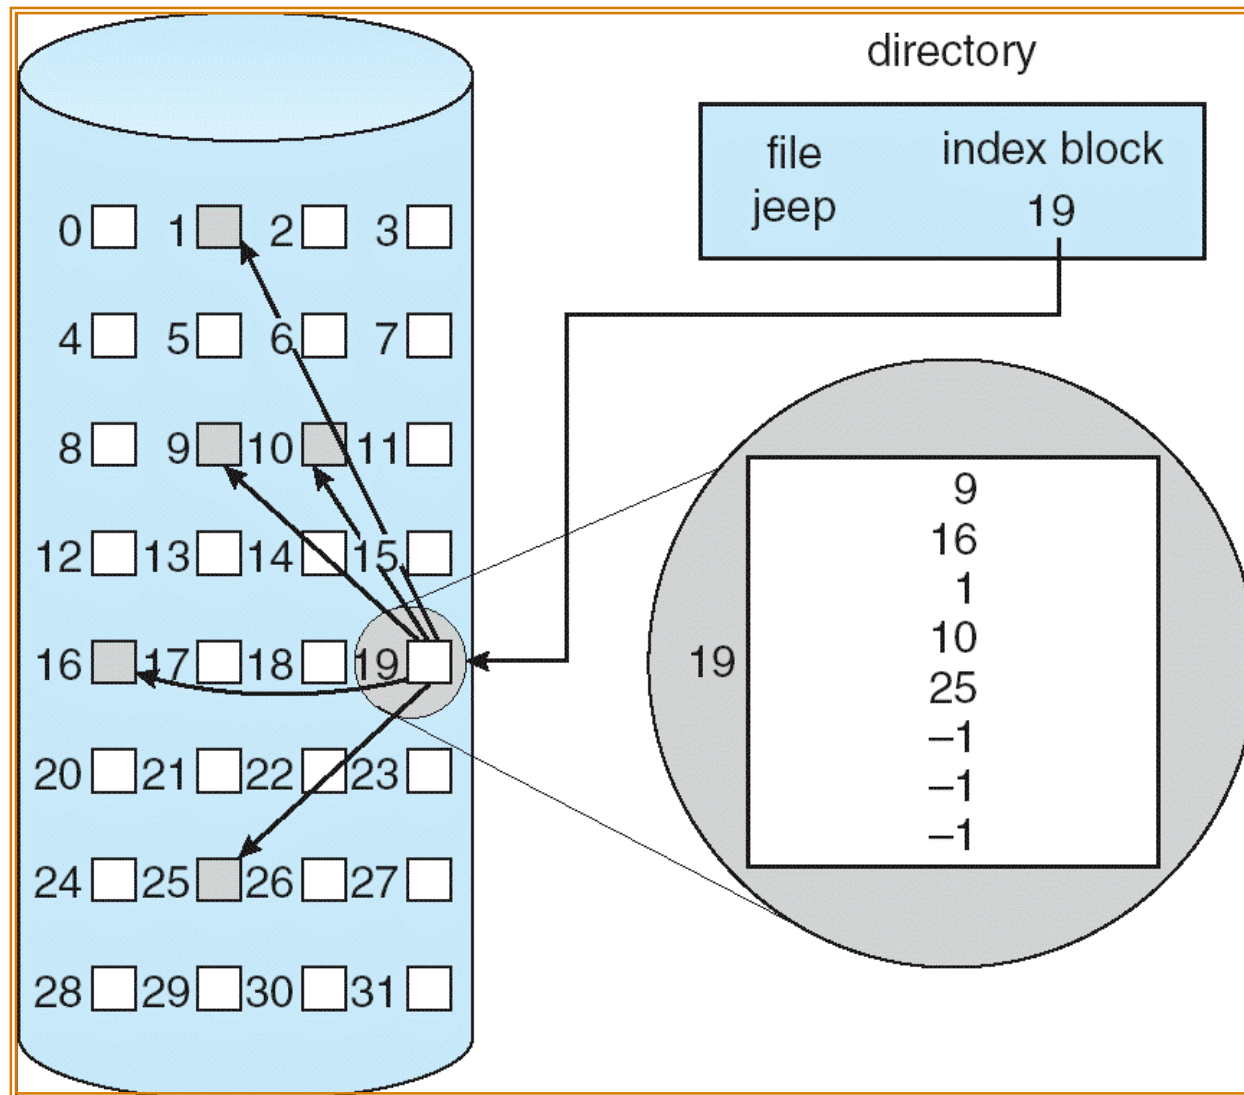 directory
file index block
jeep 19
0 1 2 3
4 5 6 7
8 9 10 11
12 13 14 15
16 17 18 19
20 21 22 23
24 25 26 27
28 29 30 31
19
9
16
1
10
25
–1
–1
–1